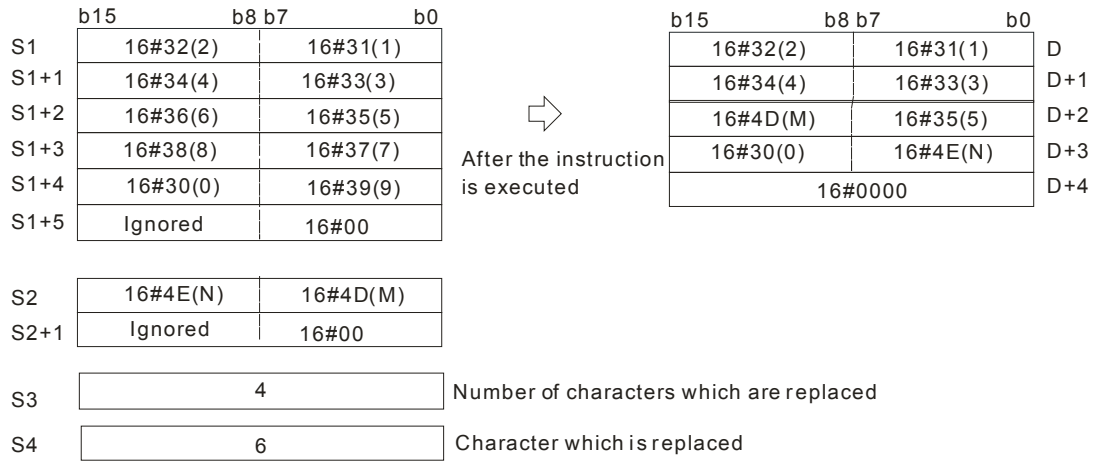 b15 b8 b7 b0
S1 16#32(2) 16#31(1)
S1+1 16#34(4) 16#33(3)
S1+2 16#36(6) 16#35(5)
S1+3 16#38(8) 16#37(7)
S1+4 16#30(0) 16#39(9)
S1+5 Ignored 16#00
S2 16#4E(N) 16#4D(M)
S2+1 Ignored 16#00
S3 4 Number of characters which are replaced
S4 6 Character which is replaced
After the instruction
is executed
b15 b8 b7 b0
16#32(2) 16#31(1) D
16#34(4) 16#33(3) D+1
16#4D(M) 16#35(5) D+2
16#30(0) 16#4E(N) D+3
16#0000 D+4